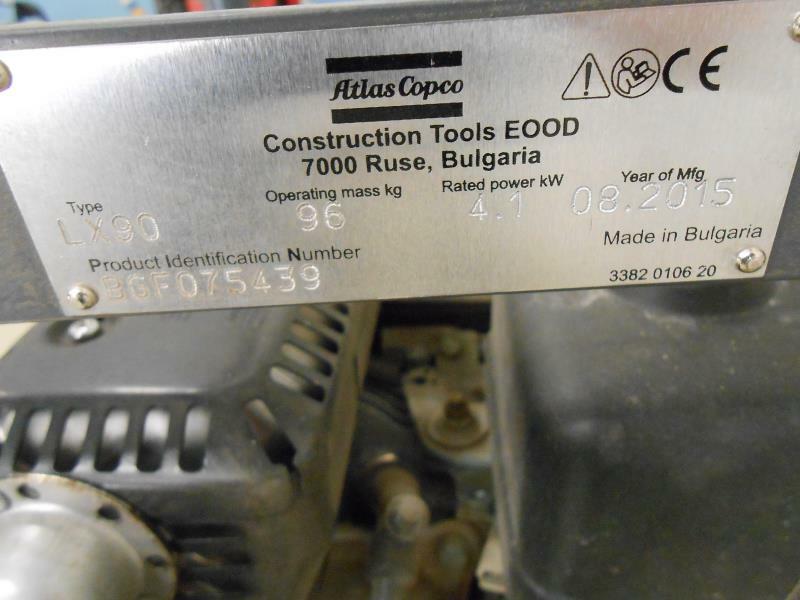 Atlas Copco
CE
Construction Tools EOOD
7000 Ruse, Bulgaria
Type Operating mass kg Rated power kW Year of Mfg
LX90 96 4.1 08.2015
Product Identification Number Made in Bulgaria
BGF075439 3382 0106 20